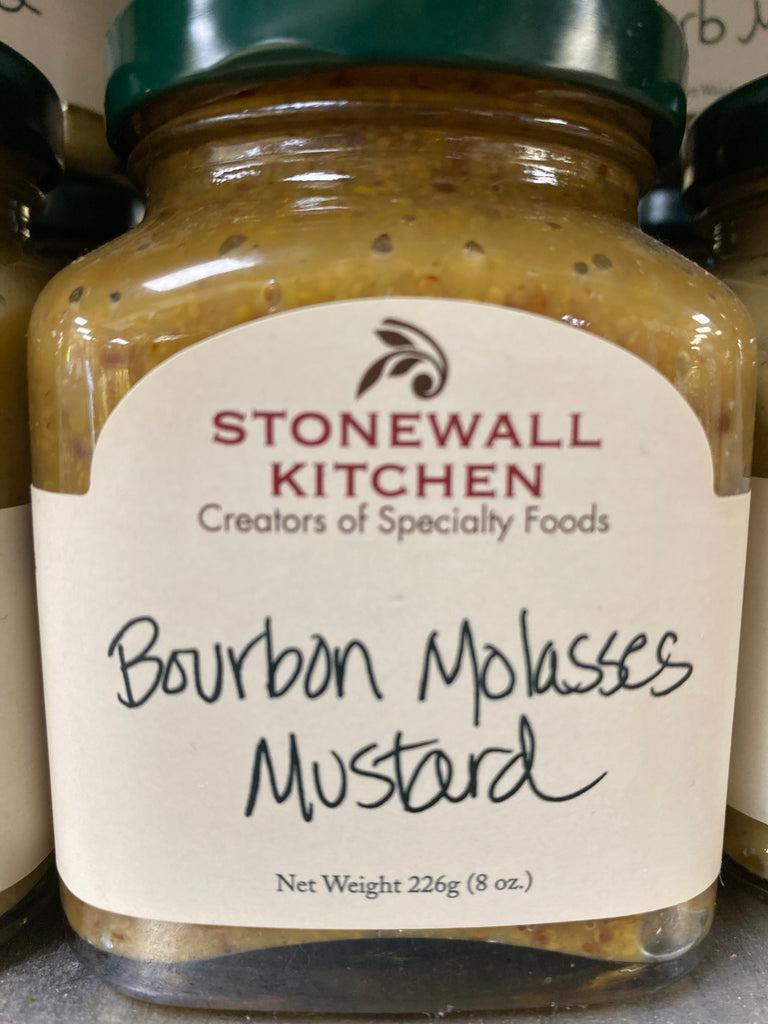 STONEWALL
KITCHEN
Creators of Specialty Foods
Bourbon Molasses
Mustard
Net Weight 226g (8 oz.)